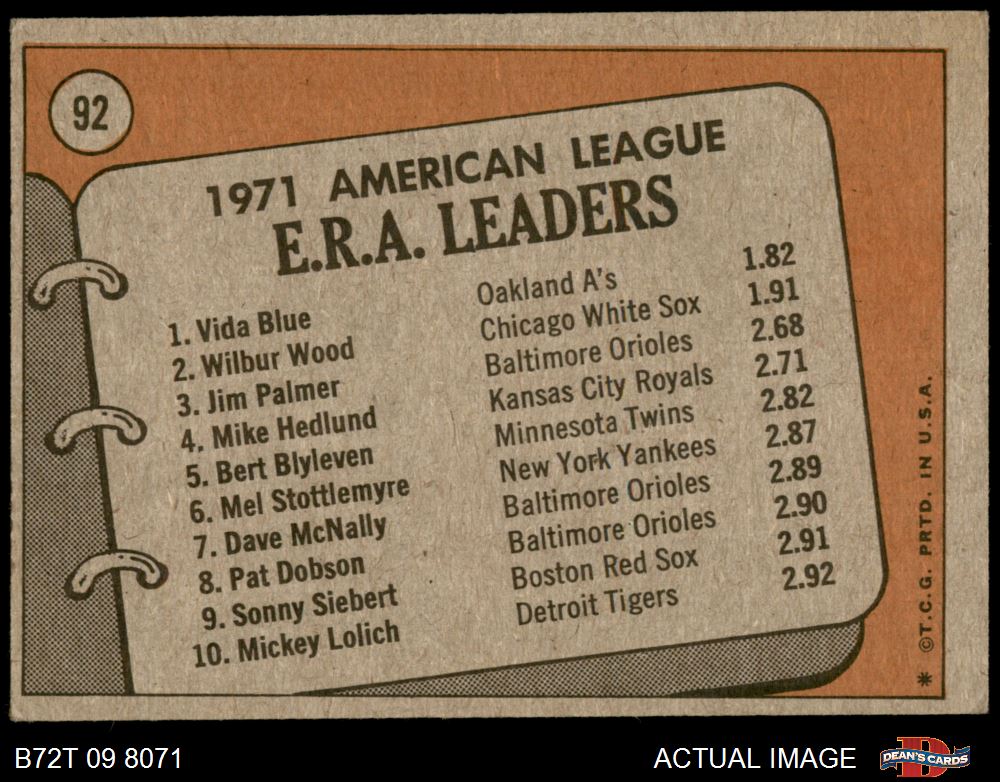 92
1971 AMERICAN LEAGUE
E.R.A. LEADERS
1. Vida Blue Oakland A's 1.82
2. Wilbur Wood Chicago White Sox 1.91
3. Jim Palmer Baltimore Orioles 2.68
4. Mike Hedlund Kansas City Royals 2.71
5. Bert Blyleven Minnesota Twins 2.82
6. Mel Stottlemyre New York Yankees 2.87
7. Dave McNally Baltimore Orioles 2.89
8. Pat Dobson Baltimore Orioles 2.90
9. Sonny Siebert Boston Red Sox 2.91
10. Mickey Lolich Detroit Tigers 2.92
* ©T.C.G. PRTD. IN U.S.A.
B72T 09 8071
ACTUAL IMAGE
D
DEAN'S CARDS